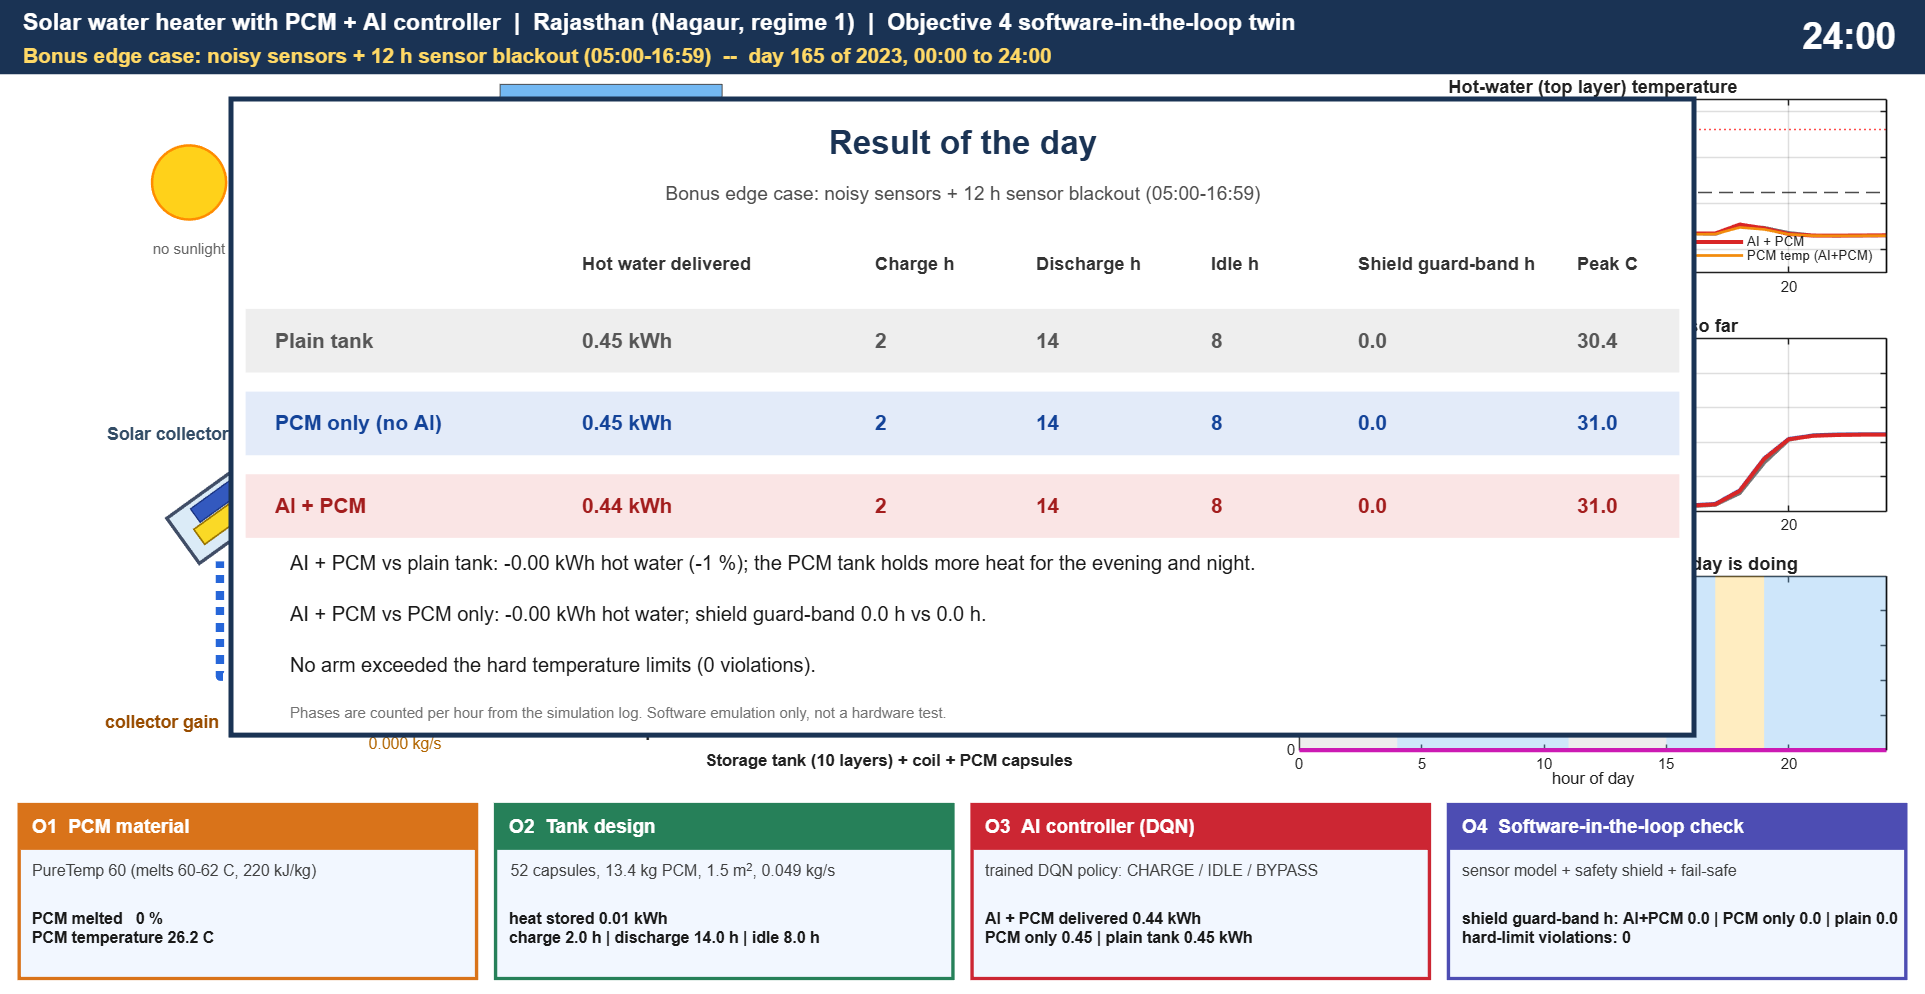 Solar water heater with PCM + AI controller | Rajasthan (Nagaur, regime 1) | Objective 4 software-in-the-loop twin
Bonus edge case: noisy sensors + 12 h sensor blackout (05:00-16:59) -- day 165 of 2023, 00:00 to 24:00
24:00
Hot-water (top layer) temperature
Result of the day
Bonus edge case: noisy sensors + 12 h sensor blackout (05:00-16:59)
no sunlight
Hot water delivered Charge h Discharge h Idle h Shield guard-band h Peak C
Plain tank 0.45 kWh 2 14 8 0.0 30.4
PCM only (no AI) 0.45 kWh 2 14 8 0.0 31.0
AI + PCM 0.44 kWh 2 14 8 0.0 31.0
AI + PCM vs plain tank: -0.00 kWh hot water (-1 %); the PCM tank holds more heat for the evening and night.
AI + PCM vs PCM only: -0.00 kWh hot water; shield guard-band 0.0 h vs 0.0 h.
No arm exceeded the hard temperature limits (0 violations).
Phases are counted per hour from the simulation log. Software emulation only, not a hardware test.
AI + PCM
PCM temp (AI+PCM)
20
so far
20
day is doing
Solar collector
collector gain
0.000 kg/s
Storage tank (10 layers) + coil + PCM capsules
0
0 5 10 15 20
hour of day
O1 PCM material
PureTemp 60 (melts 60-62 C, 220 kJ/kg)
PCM melted 0 %
PCM temperature 26.2 C
O2 Tank design
52 capsules, 13.4 kg PCM, 1.5 m², 0.049 kg/s
heat stored 0.01 kWh
charge 2.0 h | discharge 14.0 h | idle 8.0 h
O3 AI controller (DQN)
trained DQN policy: CHARGE / IDLE / BYPASS
AI + PCM delivered 0.44 kWh
PCM only 0.45 | plain tank 0.45 kWh
O4 Software-in-the-loop check
sensor model + safety shield + fail-safe
shield guard-band h: AI+PCM 0.0 | PCM only 0.0 | plain 0.0
hard-limit violations: 0